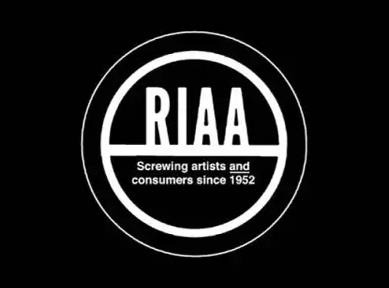 RIAA
Screwing artists and
consumers since 1952